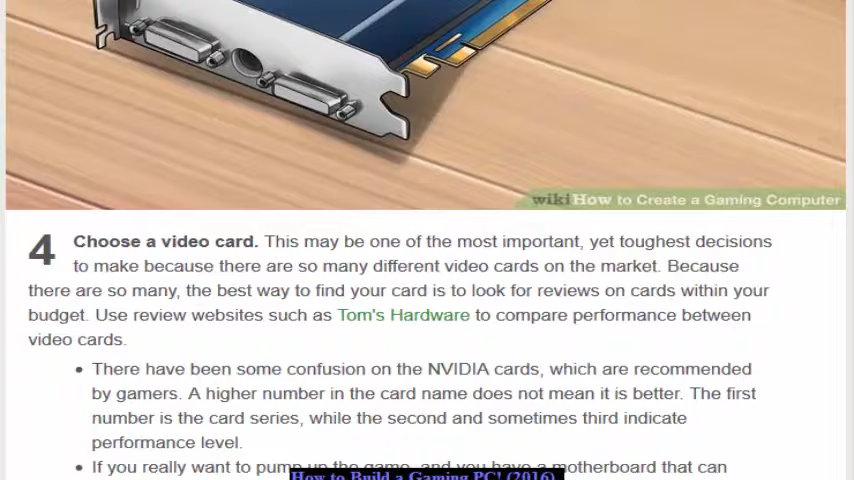 wikiHow to Create a Gaming Computer
4 Choose a video card. This may be one of the most important, yet toughest decisions
to make because there are so many different video cards on the market. Because
there are so many, the best way to find your card is to look for reviews on cards within your
budget. Use review websites such as Tom's Hardware to compare performance between
video cards.
• There have been some confusion on the NVIDIA cards, which are recommended
by gamers. A higher number in the card name does not mean it is better. The first
number is the card series, while the second and sometimes third indicate
performance level.
• If you really want to pump up the game, and you have a motherboard that can
How to Build a Gaming PC! (2016)